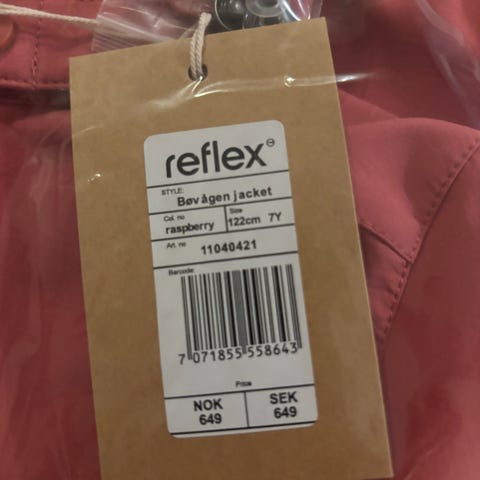 reflex
STYLE:
Bøvågen jacket
Col. no
Size
raspberry
122cm 7Y
Art. no
11040421
Barcode:
7 071855 558643
Price
NOK
649
SEK
649